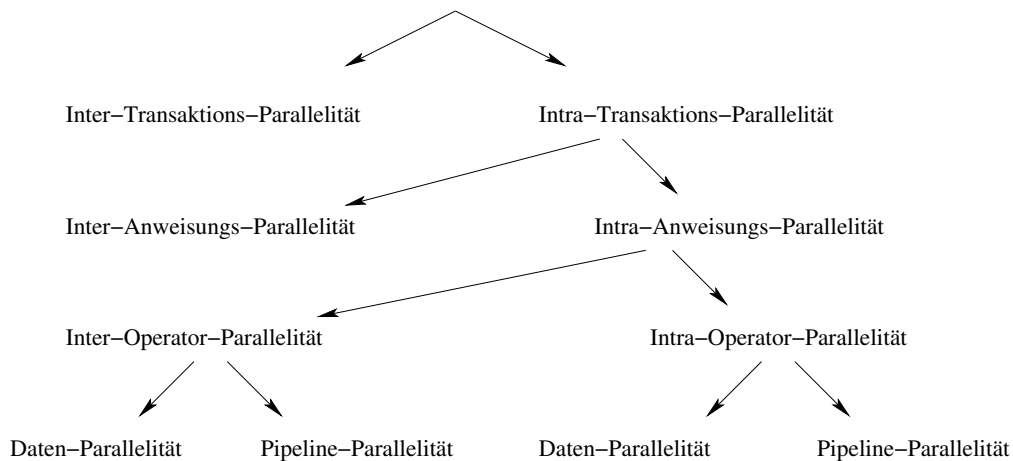 Inter−Transaktions−Parallelität Intra−Transaktions−Parallelität
Inter−Anweisungs−Parallelität Intra−Anweisungs−Parallelität
Inter−Operator−Parallelität Intra−Operator−Parallelität
Daten−Parallelität Pipeline−Parallelität Daten−Parallelität Pipeline−Parallelität